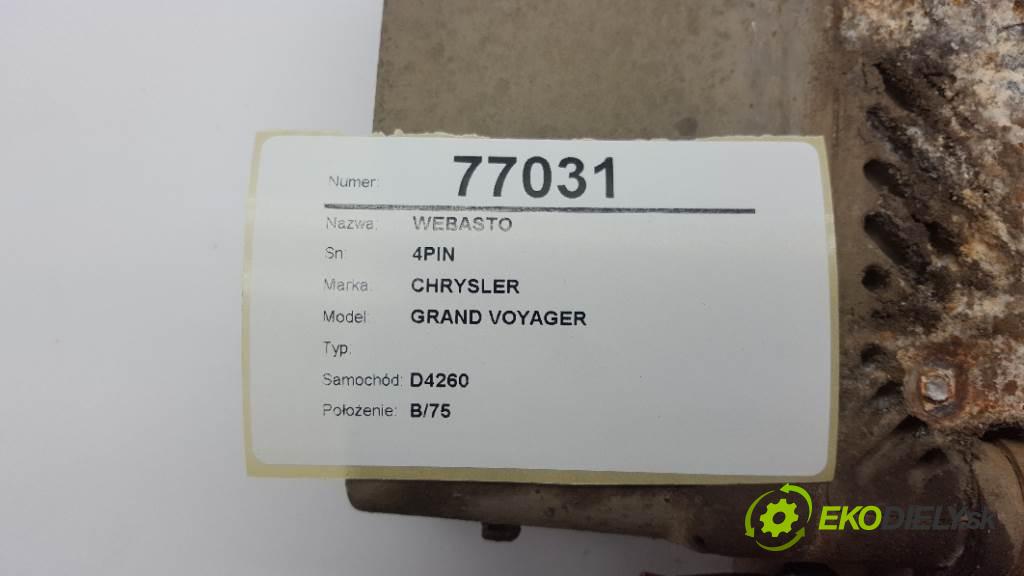 Numer: 77031
Nazwa: WEBASTO
Sn: 4PIN
Marka: CHRYSLER
Model: GRAND VOYAGER
Typ:
Samochód: D4260
Położenie: B/75
EKODIELY.sk